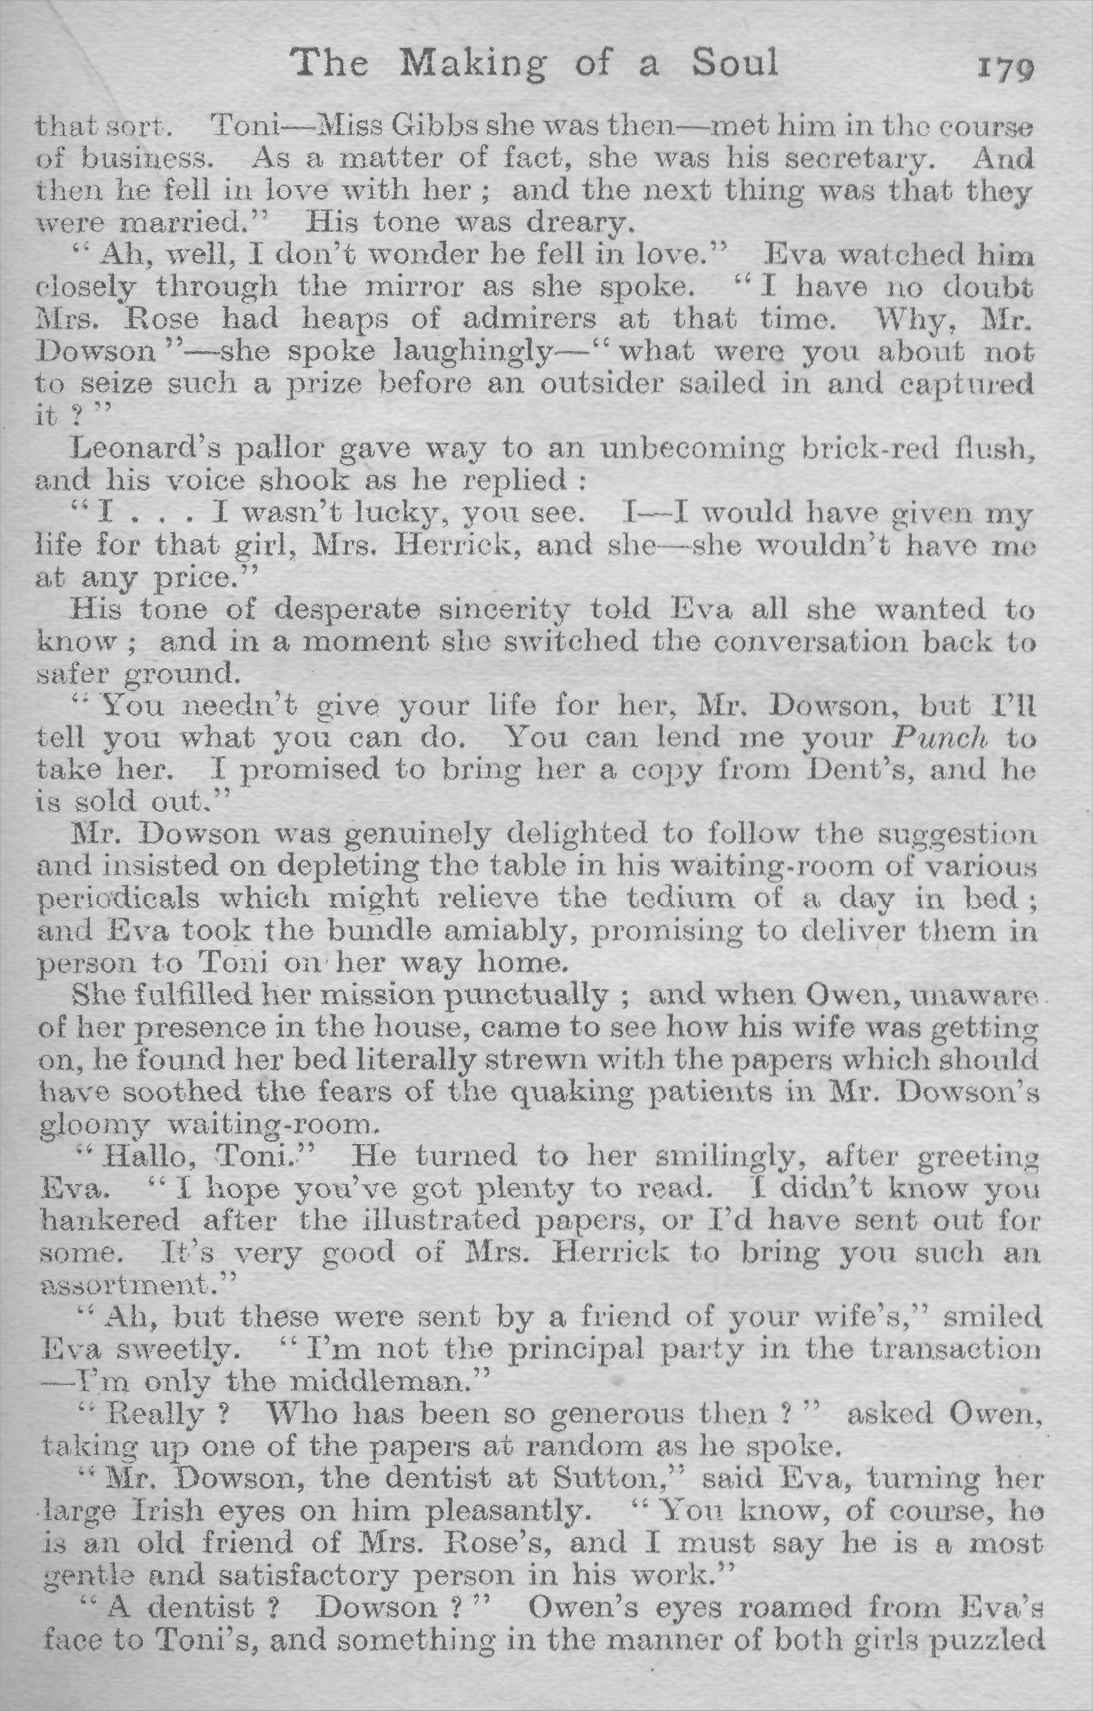 The Making of a Soul 179
that sort. Toni—Miss Gibbs she was then—met him in the course
of business. As a matter of fact, she was his secretary. And
then he fell in love with her ; and the next thing was that they
were married.” His tone was dreary.
“ Ah, well, I don’t wonder he fell in love.” Eva watched him
closely through the mirror as she spoke. “ I have no doubt
Mrs. Rose had heaps of admirers at that time. Why, Mr.
Dowson ”—she spoke laughingly—“ what were you about not
to seize such a prize before an outsider sailed in and captured
it ? ”
Leonard’s pallor gave way to an unbecoming brick-red flush,
and his voice shook as he replied :
“ I . . . I wasn’t lucky, you see. I—I would have given my
life for that girl, Mrs. Herrick, and she—she wouldn’t have me
at any price.”
His tone of desperate sincerity told Eva all she wanted to
know ; and in a moment she switched the conversation back to
safer ground.
“ You needn’t give your life for her, Mr. Dowson, but I’ll
tell you what you can do. You can lend me your Punch to
take her. I promised to bring her a copy from Dent’s, and he
is sold out.”
Mr. Dowson was genuinely delighted to follow the suggestion
and insisted on depleting the table in his waiting-room of various
periodicals which might relieve the tedium of a day in bed ;
and Eva took the bundle amiably, promising to deliver them in
person to Toni on her way home.
She fulfilled her mission punctually ; and when Owen, unaware
of her presence in the house, came to see how his wife was getting
on, he found her bed literally strewn with the papers which should
have soothed the fears of the quaking patients in Mr. Dowson’s
gloomy waiting-room.
“ Hallo, Toni.” He turned to her smilingly, after greeting
Eva. “ I hope you’ve got plenty to read. I didn’t know you
hankered after the illustrated papers, or I’d have sent out for
some. It’s very good of Mrs. Herrick to bring you such an
assortment.”
“ Ah, but these were sent by a friend of your wife’s,” smiled
Eva sweetly. “ I’m not the principal party in the transaction
—I’m only the middleman.”
“ Really ? Who has been so generous then ? ” asked Owen,
taking up one of the papers at random as he spoke.
“ Mr. Dowson, the dentist at Sutton,” said Eva, turning her
large Irish eyes on him pleasantly. “ You know, of course, he
is an old friend of Mrs. Rose’s, and I must say he is a most
gentle and satisfactory person in his work.”
“ A dentist ? Dowson ? ” Owen’s eyes roamed from Eva’s
face to Toni’s, and something in the manner of both girls puzzled